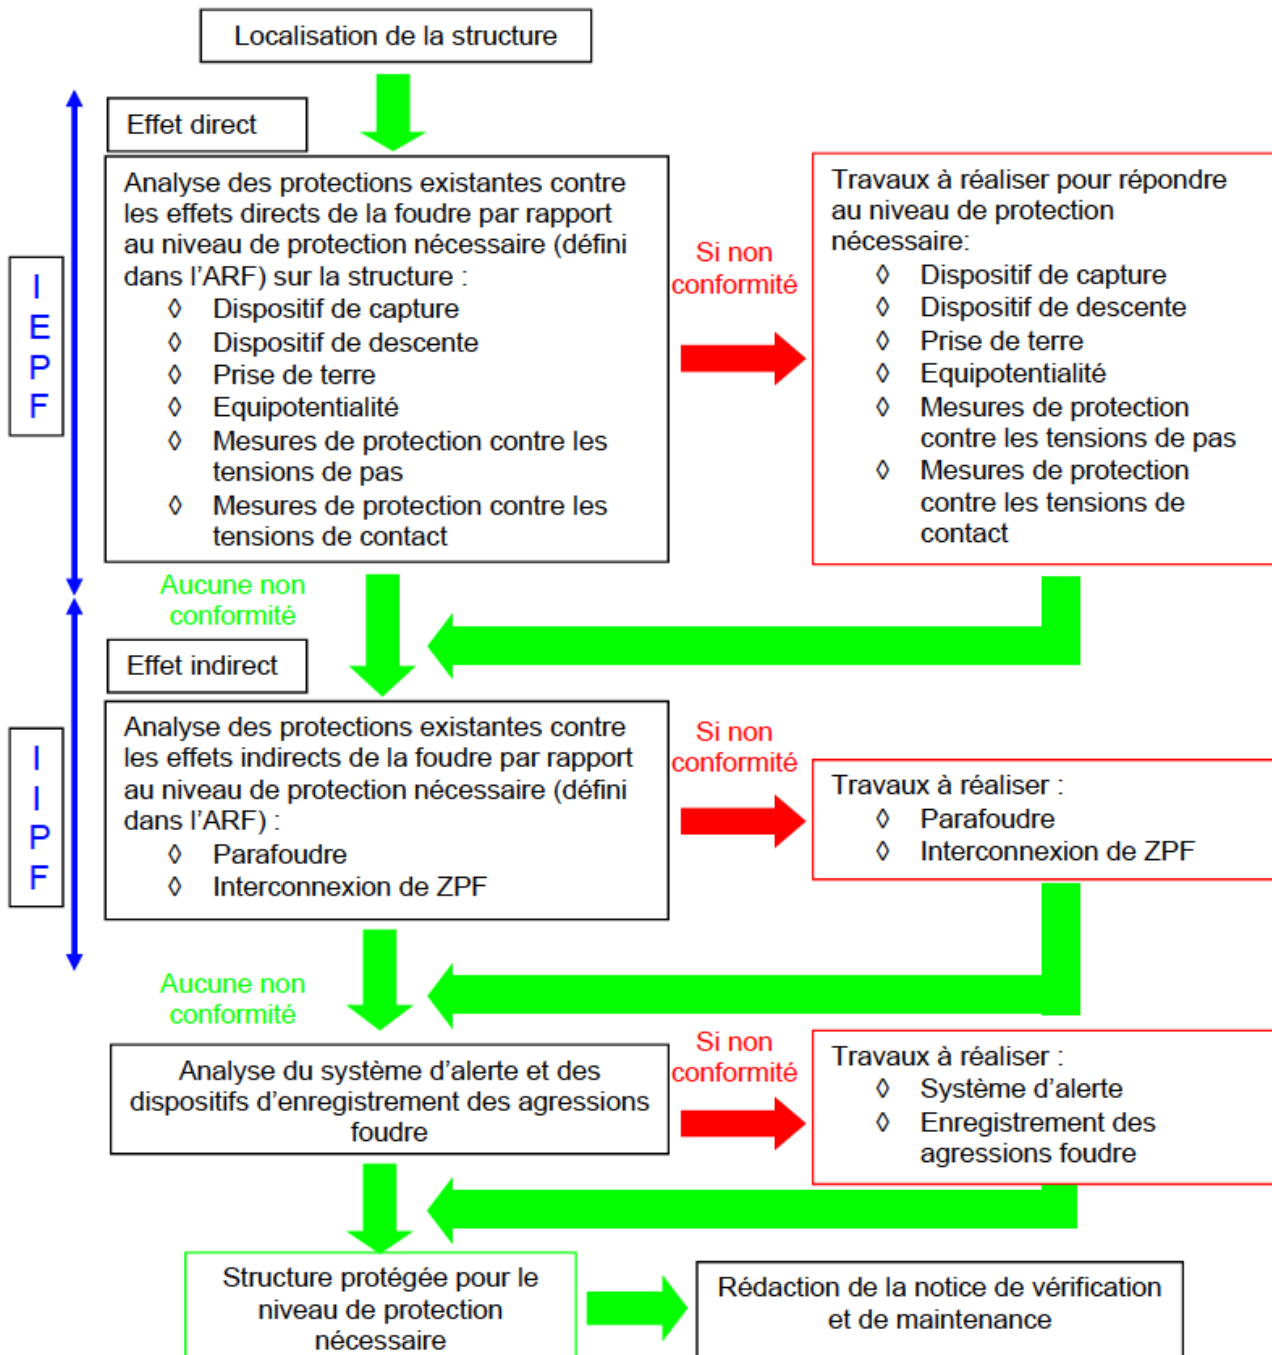 Localisation de la structure
Effet direct
I
E
P
F
Analyse des protections existantes contre
les effets directs de la foudre par rapport
au niveau de protection nécessaire (défini
dans l'ARF) sur la structure :
◊ Dispositif de capture
◊ Dispositif de descente
◊ Prise de terre
◊ Equipotentialité
◊ Mesures de protection contre les
tensions de pas
◊ Mesures de protection contre les
tensions de contact
Si non
conformité
Travaux à réaliser pour répondre
au niveau de protection
nécessaire:
◊ Dispositif de capture
◊ Dispositif de descente
◊ Prise de terre
◊ Equipotentialité
◊ Mesures de protection
contre les tensions de pas
◊ Mesures de protection
contre les tensions de
contact
Aucune non
conformité
Effet indirect
I
I
P
F
Analyse des protections existantes contre
les effets indirects de la foudre par rapport
au niveau de protection nécessaire (défini
dans l'ARF) :
◊ Parafoudre
◊ Interconnexion de ZPF
Si non
conformité
Travaux à réaliser :
◊ Parafoudre
◊ Interconnexion de ZPF
Aucune non
conformité
Analyse du système d'alerte et des
dispositifs d'enregistrement des agressions
foudre
Si non
conformité
Travaux à réaliser :
◊ Système d'alerte
◊ Enregistrement des
agressions foudre
Structure protégée pour le
niveau de protection
nécessaire
Rédaction de la notice de vérification
et de maintenance